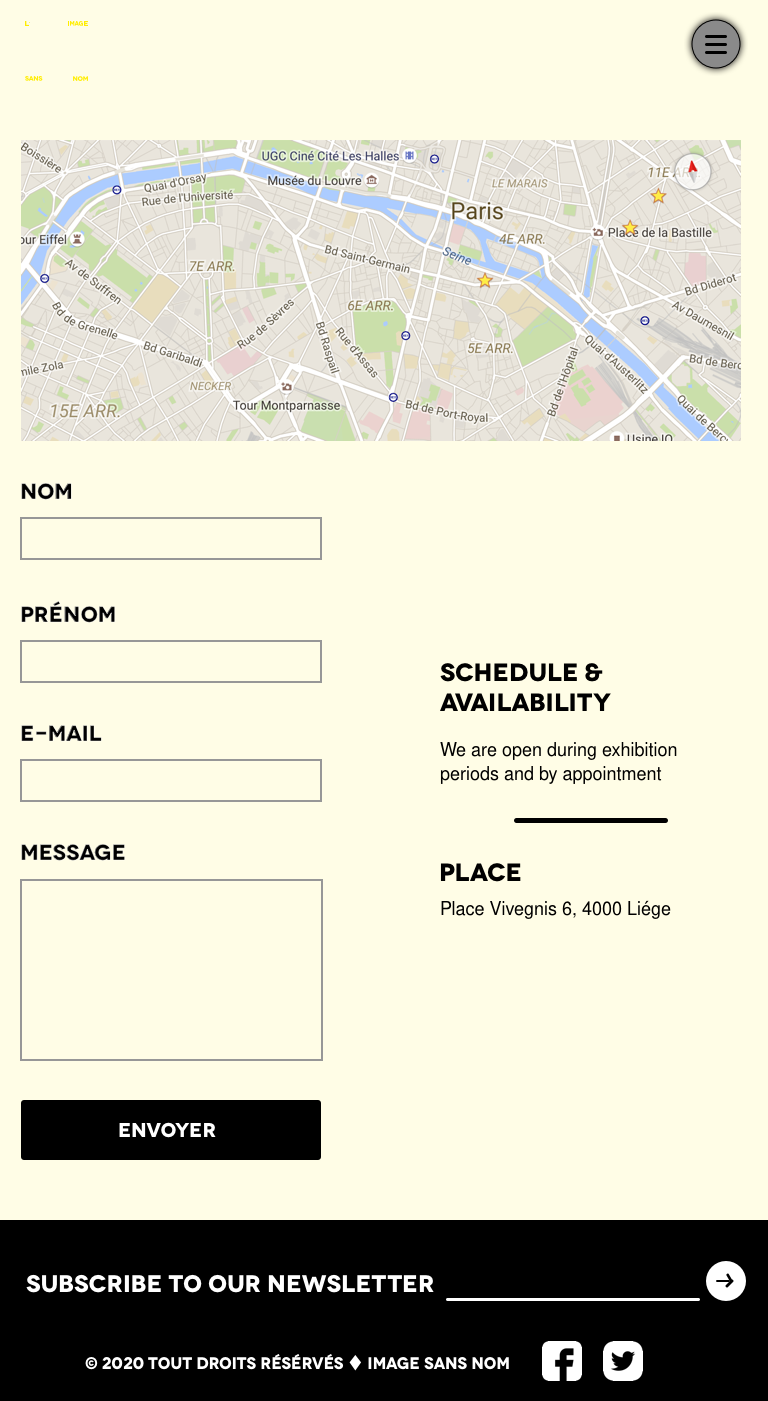 L'
IMAGE
SANS
NOM
Boissière
UGC Ciné Cité Les Halles
Quai d'Orsay
Musée du Louvre
Rue de l'Université
LE MARAIS
11E ARR.
Paris
our Eiffel
Place de la Bastille
4E ARR.
Bd Saint-Germain
Seine
7E ARR.
Av de Suffren
Bd Diderot
6E ARR.
Bd de Grenelle
Rue de Sèvres
Av Daumesnil
Bd Raspail
Rue d'Assas
Bd Garibaldi
5E ARR.
Quai d'Austerlitz
Bd de Berc
mile Zola
Bd de l'Hôpital
NECKER
15E ARR.
Tour Montparnasse
Bd de Port-Royal
Quai de Bercy
Usine IO
NOM
PRÉNOM
E-MAIL
MESSAGE
ENVOYER
SCHEDULE &
AVAILABILITY
We are open during exhibition
periods and by appointment
PLACE
Place Vivegnis 6, 4000 Liége
SUBSCRIBE TO OUR NEWSLETTER
© 2020 TOUT DROITS RÉSÉRVÉS ♦ IMAGE SANS NOM